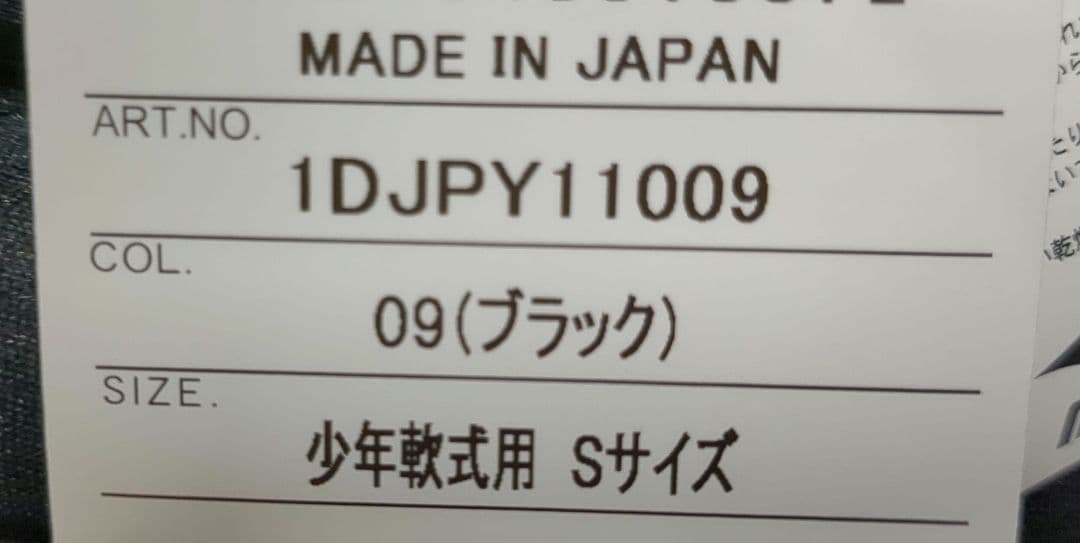 MADE IN JAPAN
ART.NO.
1DJPY11009
COL.
09(ブラック)
SIZE.
少年軟式用 Sサイズ